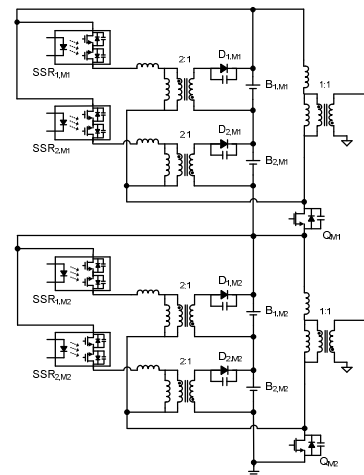 2:1
D1,M1
SSR1,M1
B1,M1
1:1
2:1
D2,M1
SSR2,M1
B2,M1
QM1
2:1
D1,M2
SSR1,M2
B1,M2
1:1
2:1
D2,M2
SSR2,M2
B2,M2
QM2